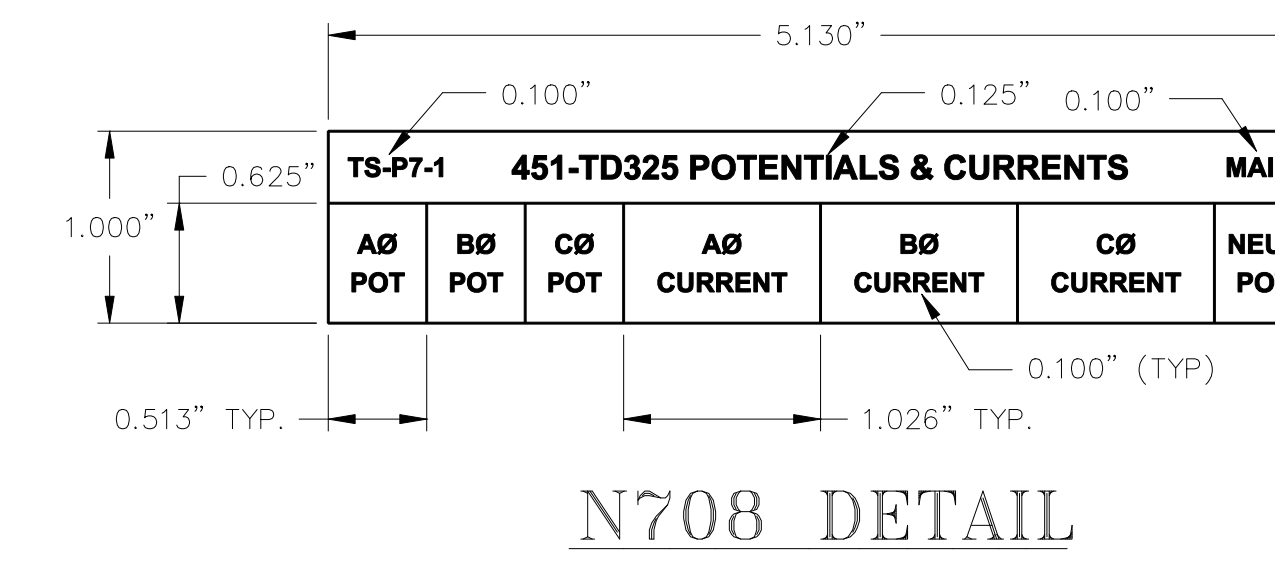 5.130”
0.100” 0.125” 0.100”
TS-P7-1 451-TD325 POTENTIALS & CURRENTS
0.625”
1.000”
AØ POT
BØ POT
CØ POT
AØ CURRENT
BØ CURRENT
CØ CURRENT
0.100” (TYP)
0.513” TYP.
1.026” TYP.
N708 DETAIL